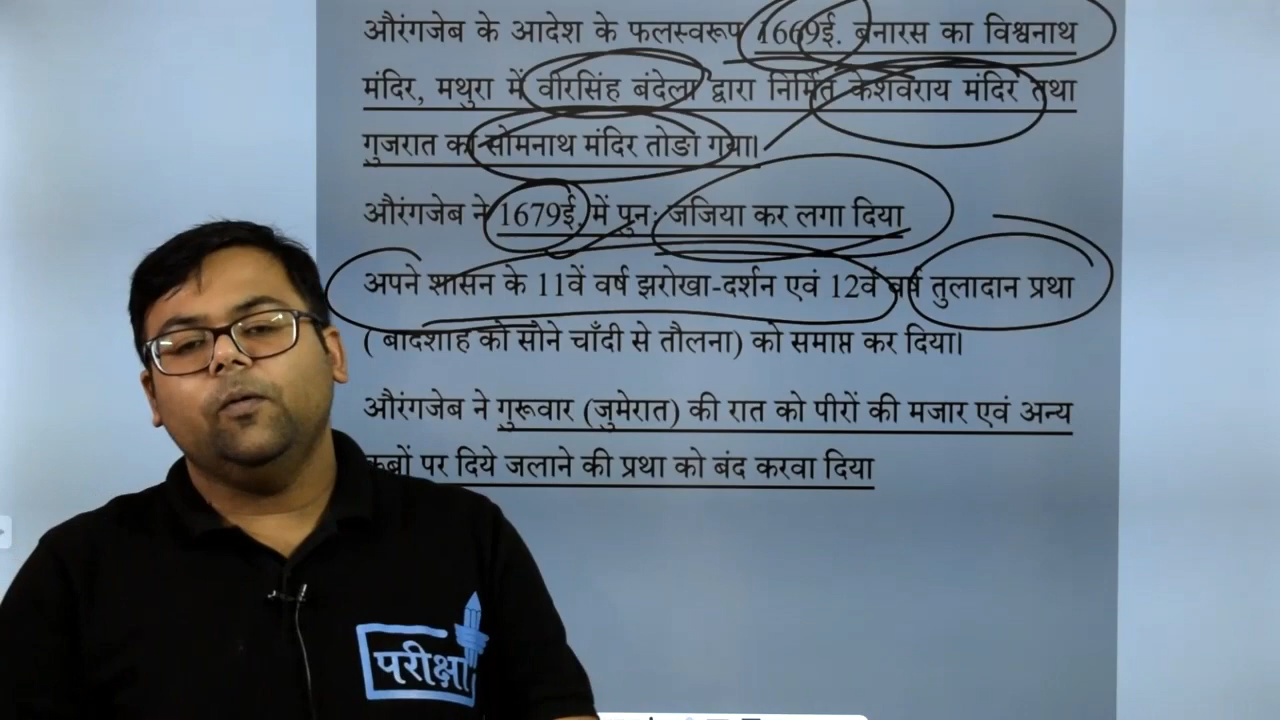 औरंगजेब के आदेश के फलस्वरूप 1669ई. बनारस का विश्वनाथ
मंदिर, मथुरा में वीरसिंह बंदेला द्वारा निर्मित केशवराय मंदिर तथा
गुजरात का सोमनाथ मंदिर तोङा गया।
औरंगजेब ने 1679ई. में पुन: जजिया कर लगा दिया
अपने शासन के 11वें वर्ष झरोखा-दर्शन एवं 12वें वर्ष तुलादान प्रथा
( बादशाह को सोने चाँदी से तौलना) को समाप्त कर दिया।
औरंगजेब ने गुरूवार (जुमेरात) की रात को पीरों की मजार एवं अन्य
कब्रों पर दिये जलाने की प्रथा को बंद करवा दिया
परीक्षा